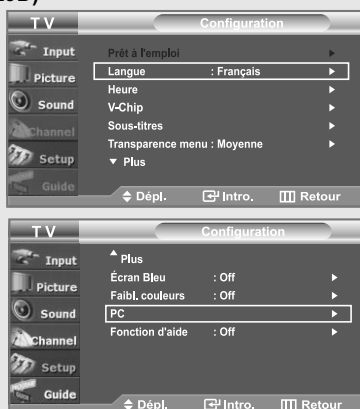 TV
Configuration
Input
Picture
Sound
Channel
Setup
Guide
Prêt à l'emploi
Langue : Français
Heure
V-Chip
Sous-titres
Transparence menu : Moyenne
▼ Plus
Dépl. Intro. Retour
TV
Configuration
Input
Picture
Sound
Channel
Setup
Guide
▲ Plus
Écran Bleu : Off
Faibl. couleurs : Off
PC
Fonction d'aide : Off
Dépl. Intro. Retour